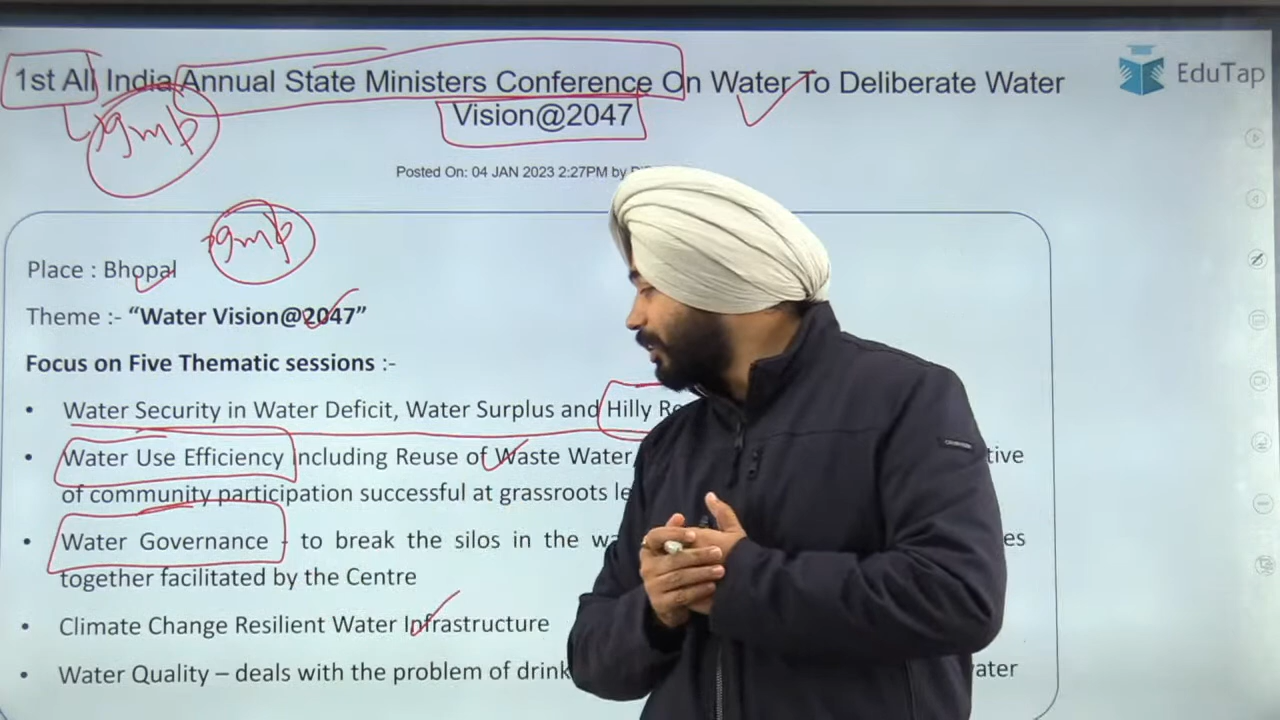 1st All India Annual State Ministers Conference On Water To Deliberate Water
Vision@2047
EduTap
Imp
Posted On: 04 JAN 2023 2:27PM by
Imp
Place : Bhopal
Theme :- “Water Vision@2047”
Focus on Five Thematic sessions :-
• Water Security in Water Deficit, Water Surplus and Hilly
• Water Use Efficiency including Reuse of Waste Water,
of community participation successful at grassroots
• Water Governance - to break the silos in the
together facilitated by the Centre
• Climate Change Resilient Water Infrastructure
• Water Quality – deals with the problem of